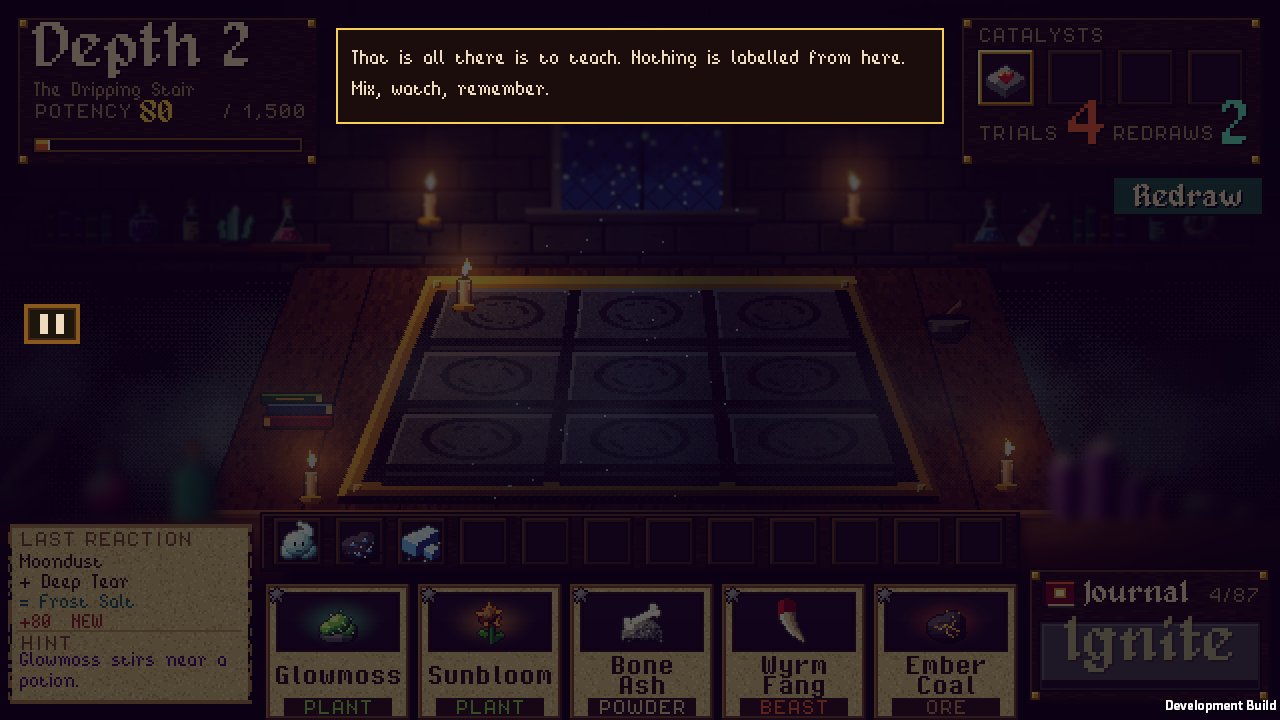 Depth 2
The Dripping Stair
POTENCY 80 / 1,500
That is all there is to teach. Nothing is labelled from here.
Mix, watch, remember.
CATALYSTS
TRIALS 4 REDRAWS 2
Redraw
LAST REACTION
Moondust
+ Deep Tear
= Frost Salt
+80 NEW
HINT
Glowmoss stirs near a
potion.
Glowmoss
PLANT
Sunbloom
PLANT
Bone
Ash
POWDER
Wyrm
Fang
BEAST
Ember
Coal
ORE
Journal 4/87
Ignite
Development Build